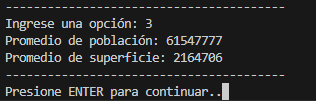 ----------------------------------------
Ingrese una opción: 3
Promedio de población: 61547777
Promedio de superficie: 2164706
----------------------------------------
Presione ENTER para continuar..